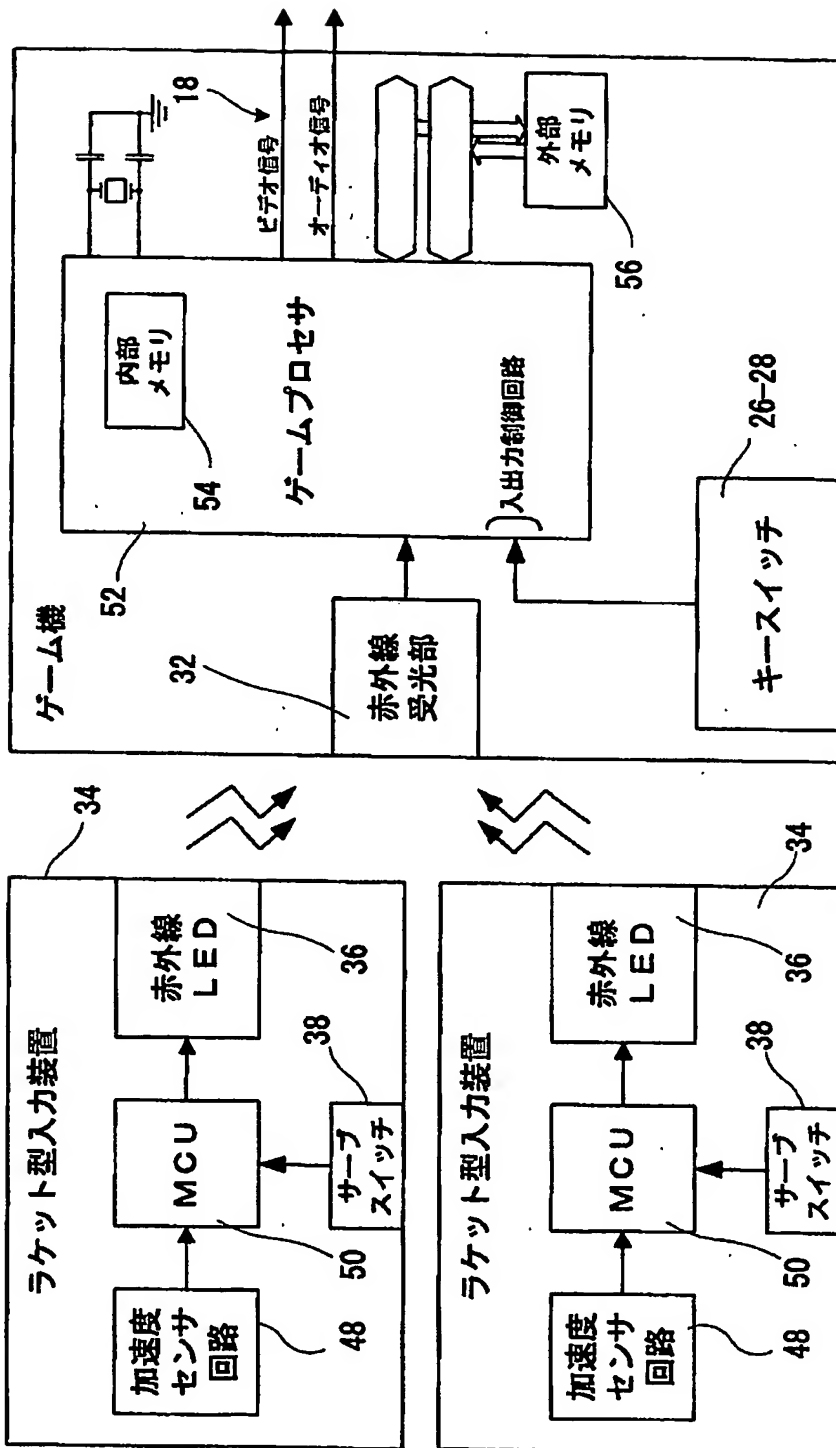 ラケット型入力装置
34
加速度
センサ
回路
48
MCU
50
赤外線
LED
36
サーブ
スイッチ
38
ラケット型入力装置
34
加速度
センサ
回路
48
MCU
50
赤外線
LED
36
サーブ
スイッチ
38
ゲーム機
32
赤外線
受光部
52
内部
メモリ
54
ゲームプロセサ
入出力制御回路
キースイッチ
26-28
18
ビデオ信号
オーディオ信号
外部
メモリ
56